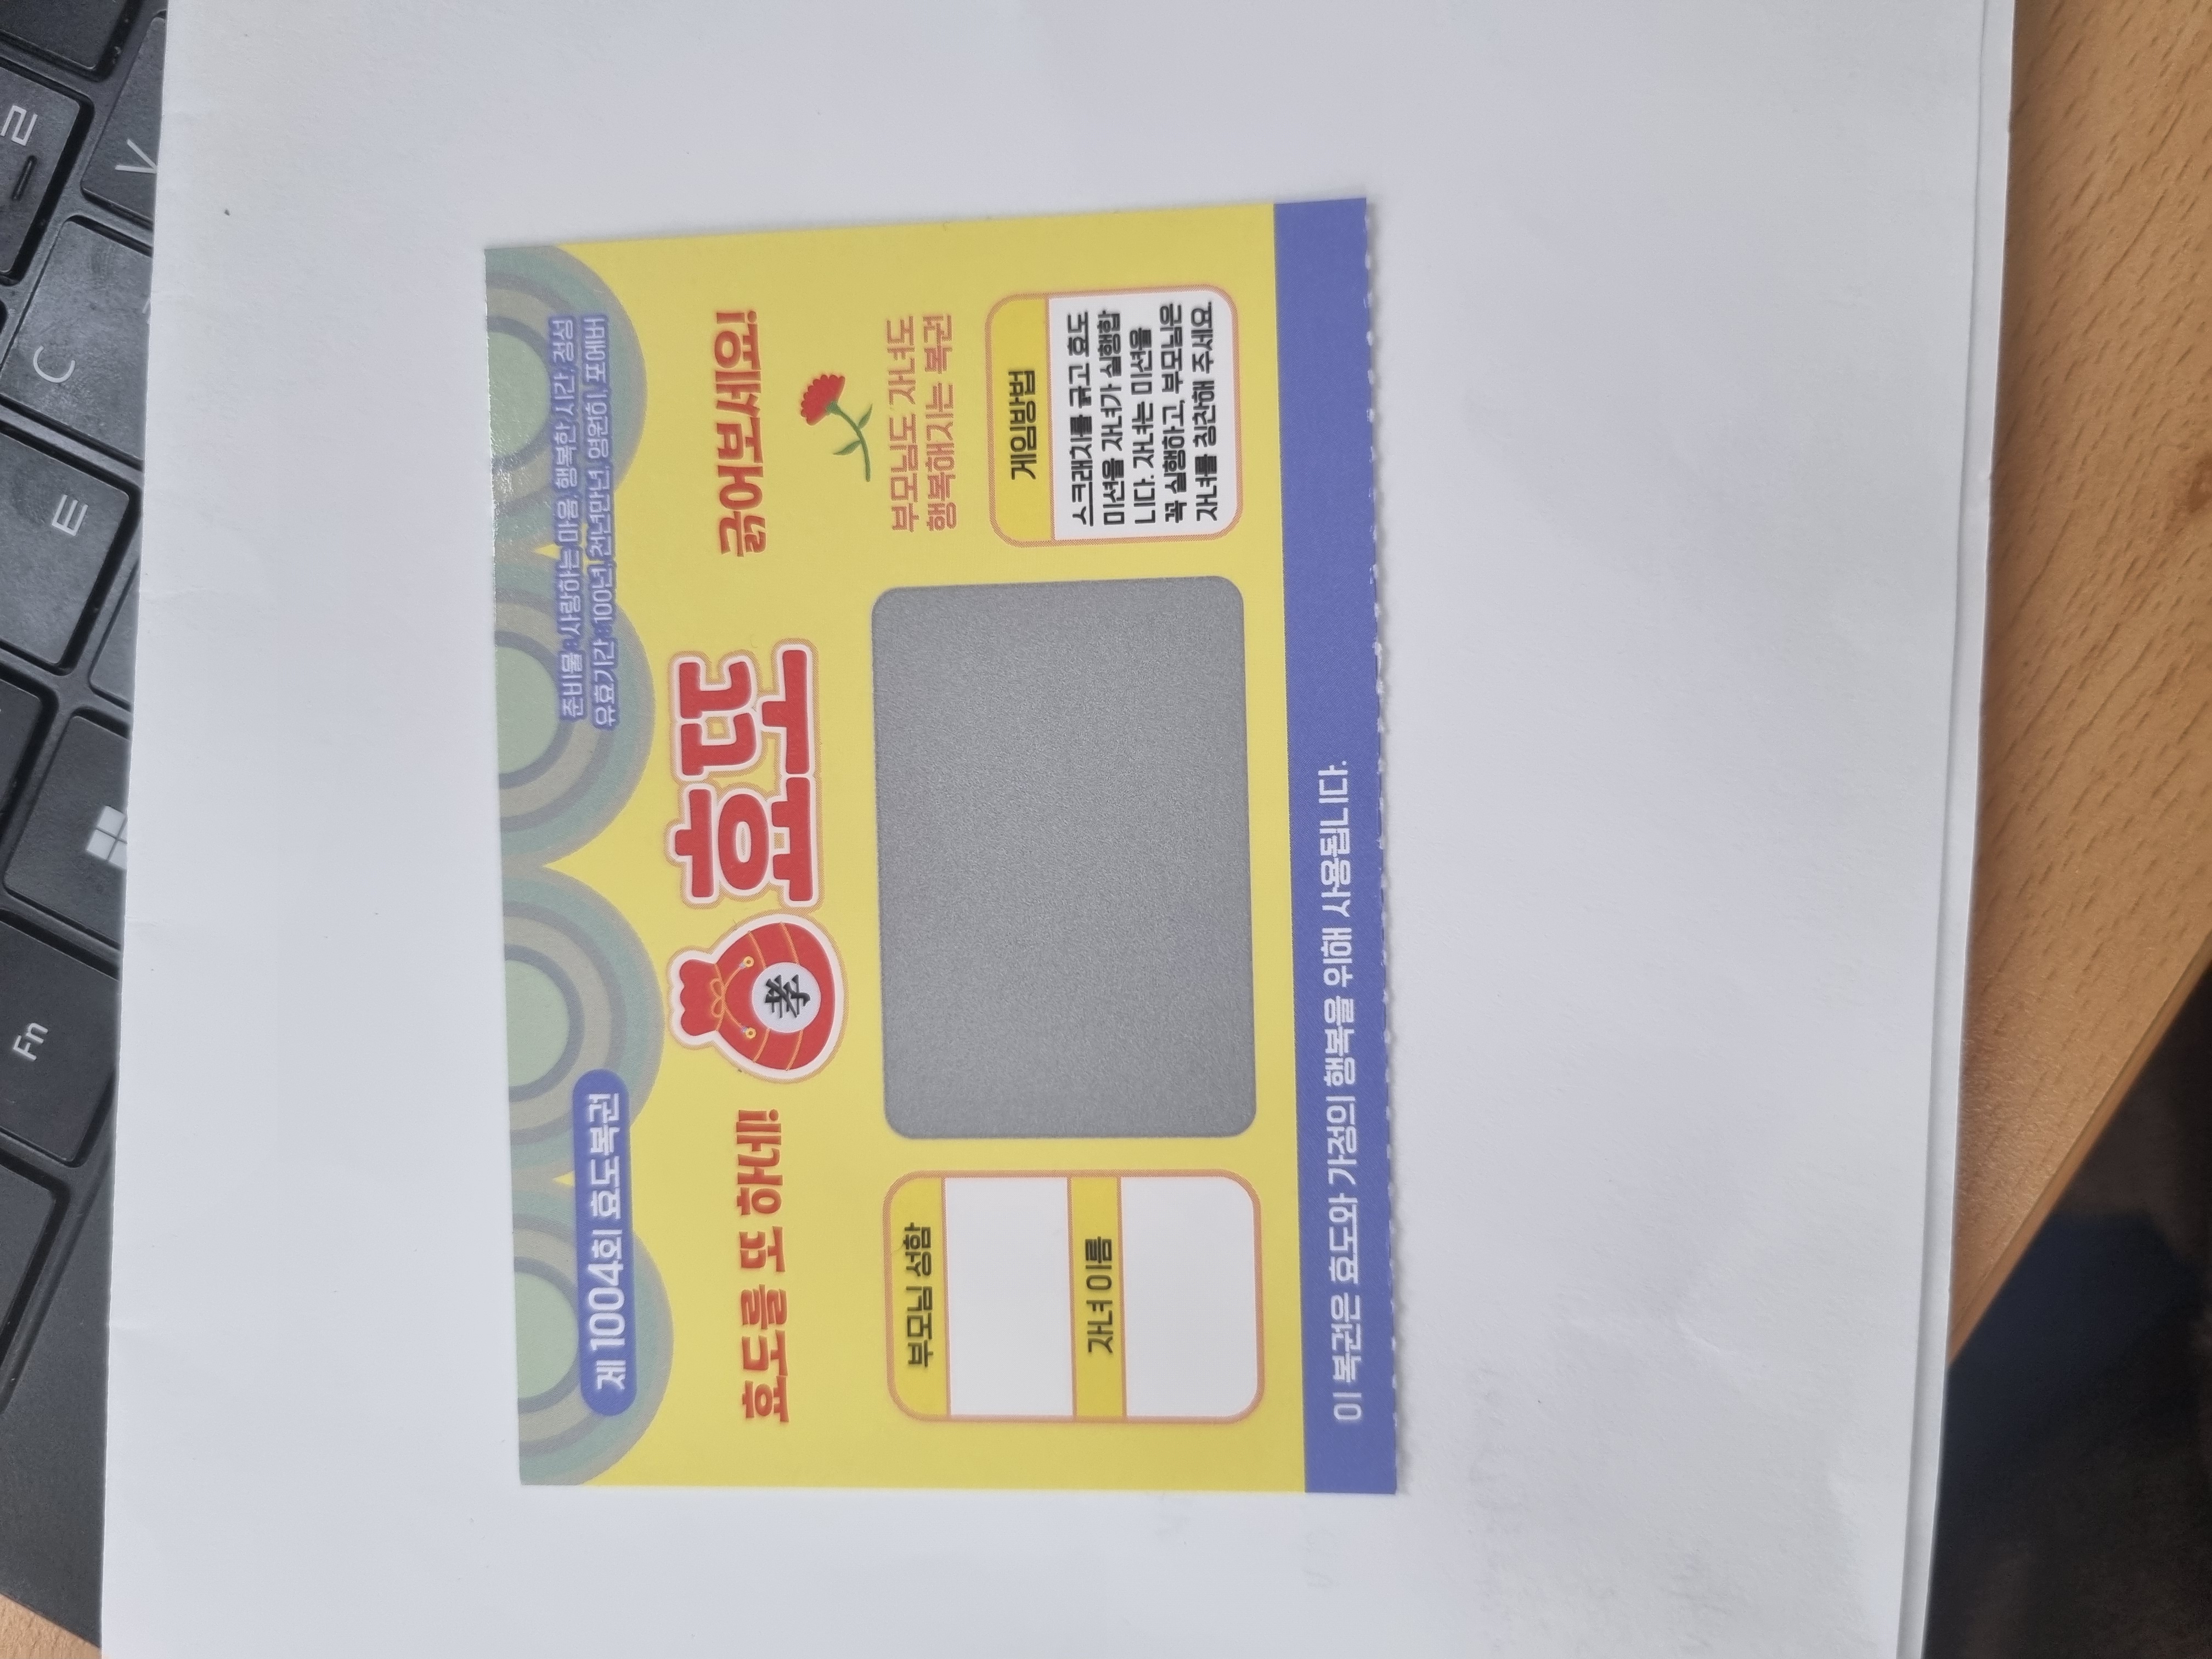 제 1004회 효도복권
준비물 : 사랑하는 마음, 행복한 시간, 정성
유효기간 : 100년, 천년만년, 영원히, 포에버
효도를 또 하네!
孝
효또
긁어보세요!
부모님 성함
자녀 이름
부모님도 자녀도
행복해지는 복권
게임방법
스크래치를 긁고 효도
미션을 자녀가 실행합
니다. 자녀는 미션을
꼭 실행하고, 부모님은
자녀를 칭찬해 주세요
이 복권은 효도와 가정의 행복을 위해 사용됩니다.
Fn
E
C
V
ㄹ